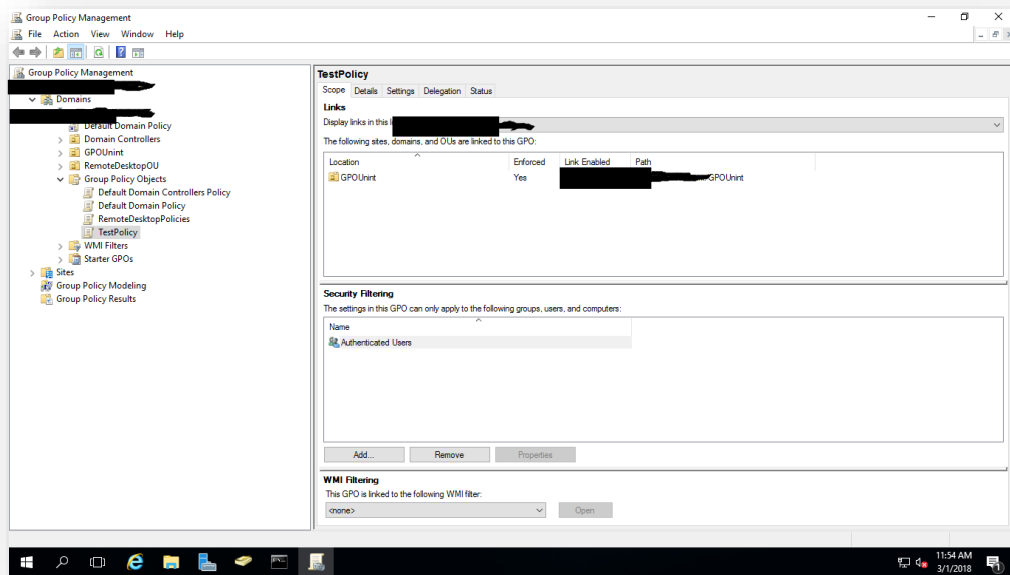 Group Policy Management
File Action View Window Help
Group Policy Management
Domains
Default Domain Policy
Domain Controllers
GPOUnint
RemoteDesktopOU
Group Policy Objects
Default Domain Controllers Policy
Default Domain Policy
RemoteDesktopPolicies
TestPolicy
WMI Filters
Starter GPOs
Sites
Group Policy Modeling
Group Policy Results
TestPolicy
Scope Details Settings Delegation Status
Links
Display links in this
The following sites, domains, and OUs are linked to this GPO:
Location Enforced Link Enabled Path
GPOUnint Yes /GPOUnint
Security Filtering
The settings in this GPO can only apply to the following groups, users, and computers:
Name
Authenticated Users
Add... Remove Properties
WMI Filtering
This GPO is linked to the following WMI filter:
<none> Open
11:54 AM
3/1/2018